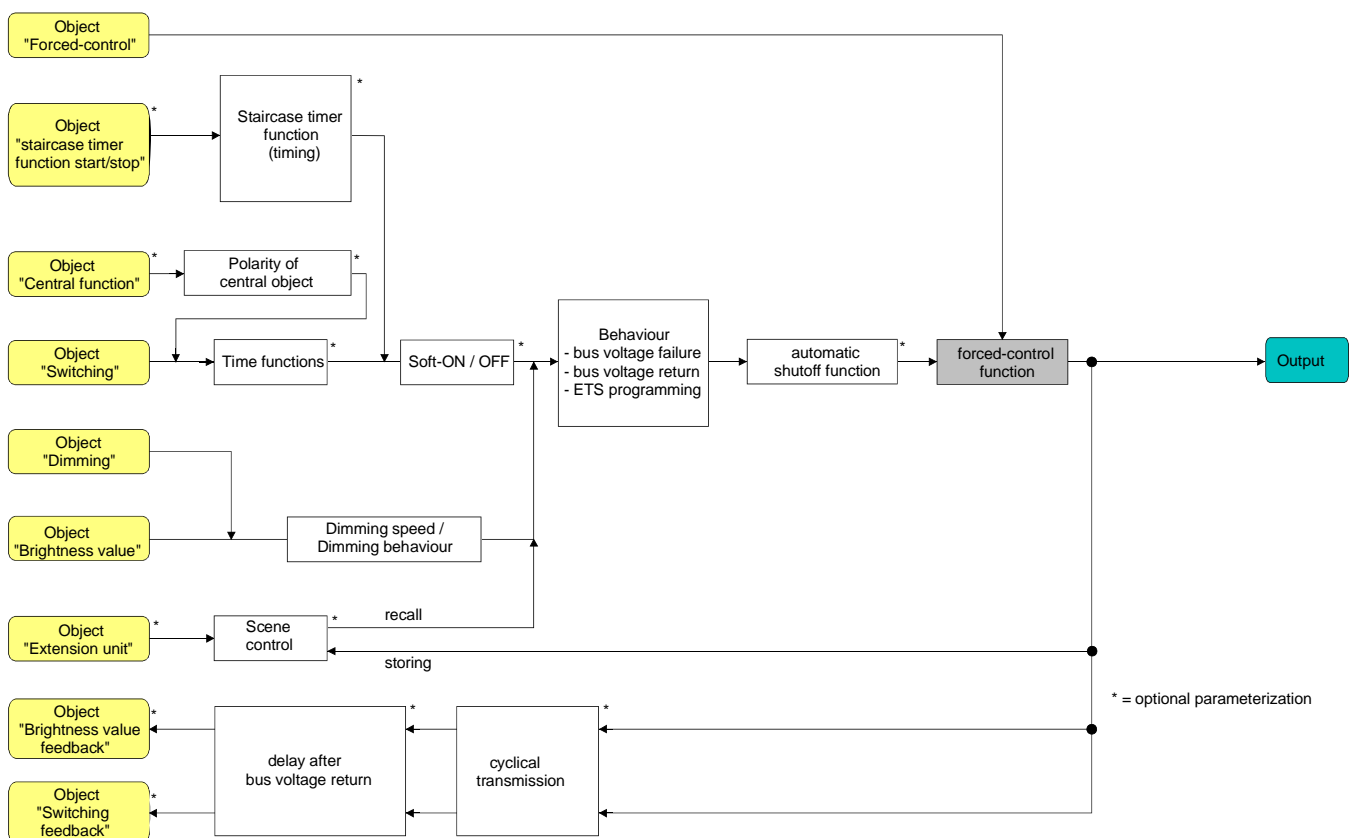 Object
"Forced-control"
*
Staircase timer
function
(timing)
*
Object
"staircase timer
function start/stop"
*
Object
"Central function"
*
Polarity of
central object
*
Object
"Switching"
Time functions
*
Soft-ON / OFF
*
Behaviour
- bus voltage failure
- bus voltage return
- ETS programming
automatic
shutoff function
*
forced-control
function
Output
Object
"Dimming"
Object
"Brightness value"
Dimming speed /
Dimming behaviour
Object
"Extension unit"
*
Scene
control
*
recall
storing
* = optional parameterization
Object
"Brightness value
feedback"
*
delay after
bus voltage return
*
cyclical
transmission
*
Object
"Switching
feedback"
*